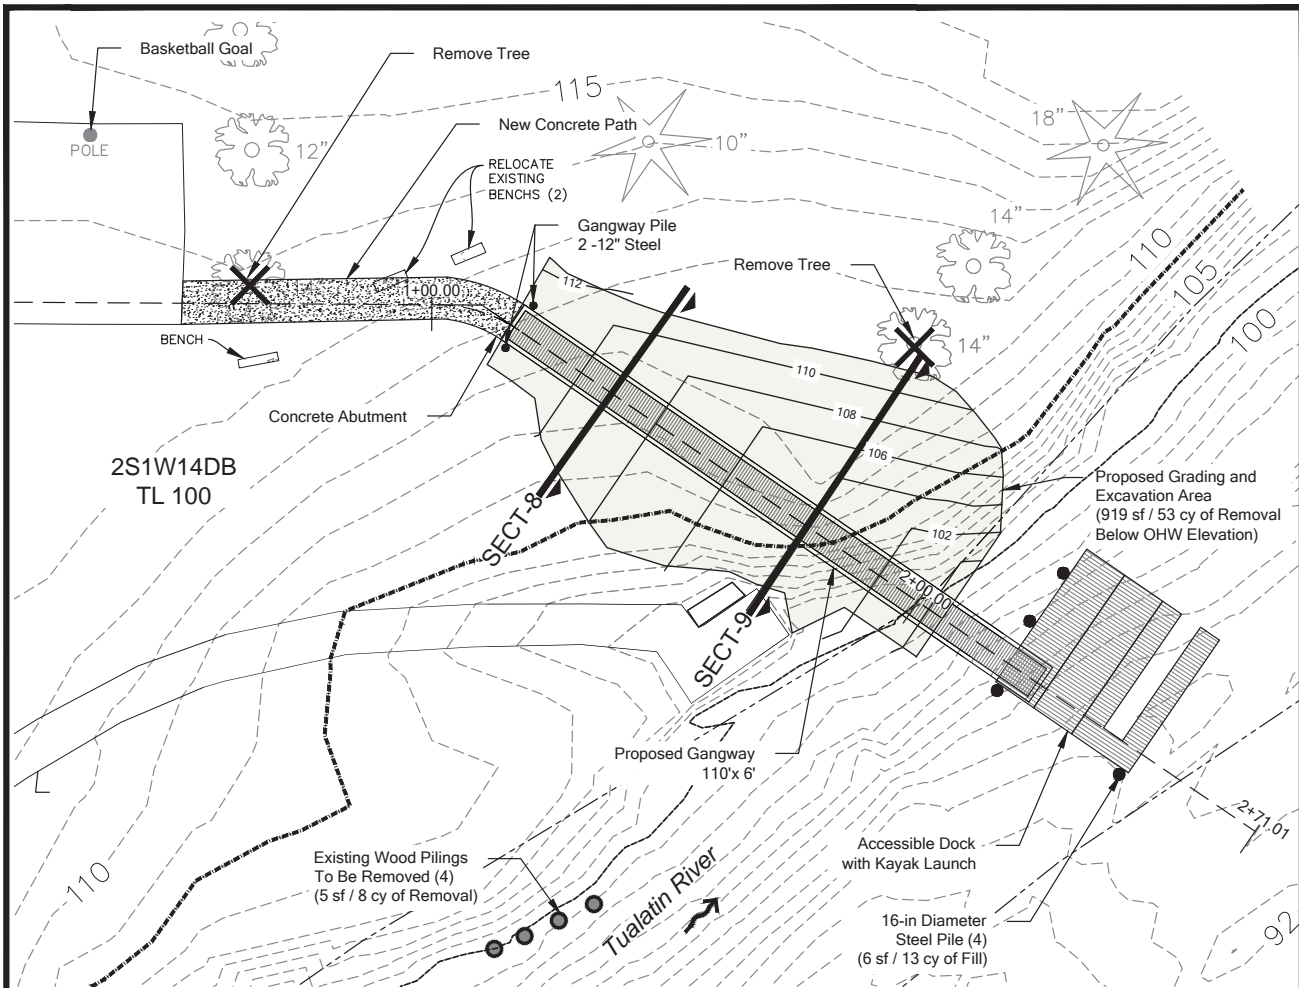 Basketball Goal
Remove Tree
115
New Concrete Path
POLE
12"
10"
18"
RELOCATE
EXISTING
BENCHS (2)
14"
Gangway Pile
2 -12" Steel
110
Remove Tree
105
112
1+00.00
100
BENCH
14"
110
108
Concrete Abutment
106
2S1W14DB
TL 100
Proposed Grading and
Excavation Area
(919 sf / 53 cy of Removal
Below OHW Elevation)
SECT-8
102
2+00.00
SECT-9
Proposed Gangway
110'x 6'
2+71.01
Accessible Dock
with Kayak Launch
Existing Wood Pilings
To Be Removed (4)
(5 sf / 8 cy of Removal)
110
Tualatin River
16-in Diameter
Steel Pile (4)
(6 sf / 13 cy of Fill)
92